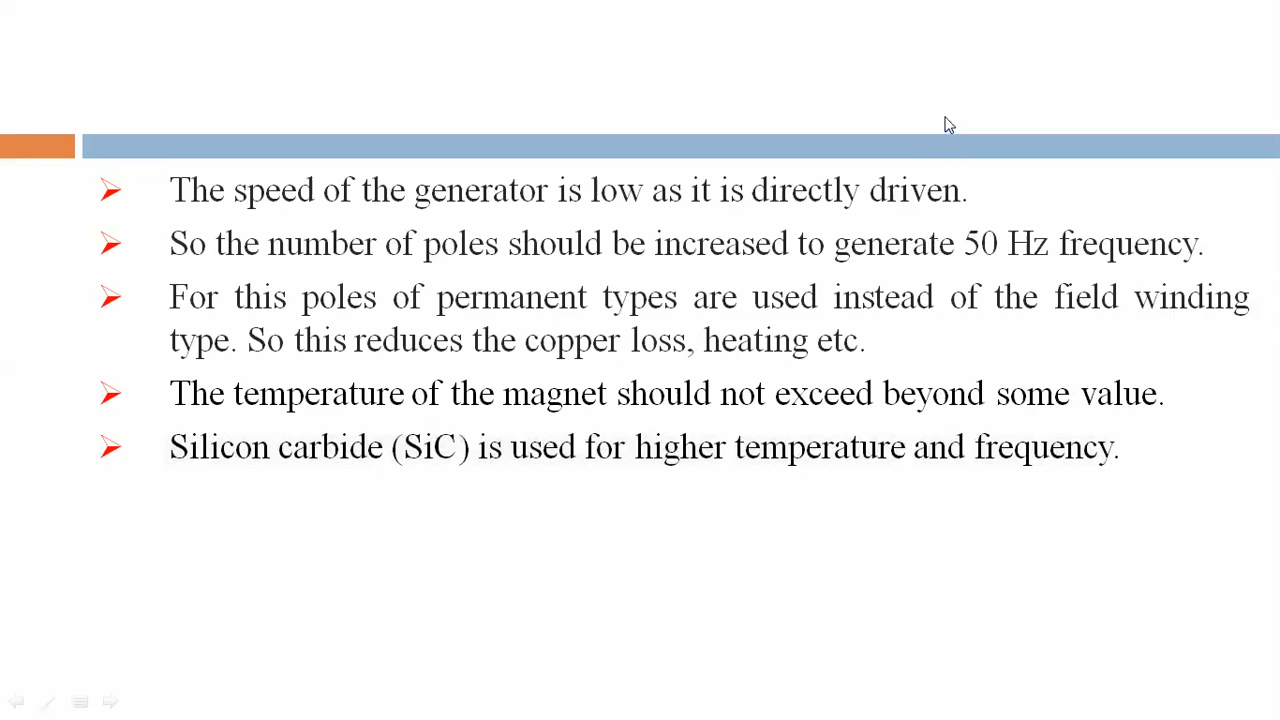 The speed of the generator is low as it is directly driven.
So the number of poles should be increased to generate 50 Hz frequency.
For this poles of permanent types are used instead of the field winding
type. So this reduces the copper loss, heating etc.
The temperature of the magnet should not exceed beyond some value.
Silicon carbide (SiC) is used for higher temperature and frequency.